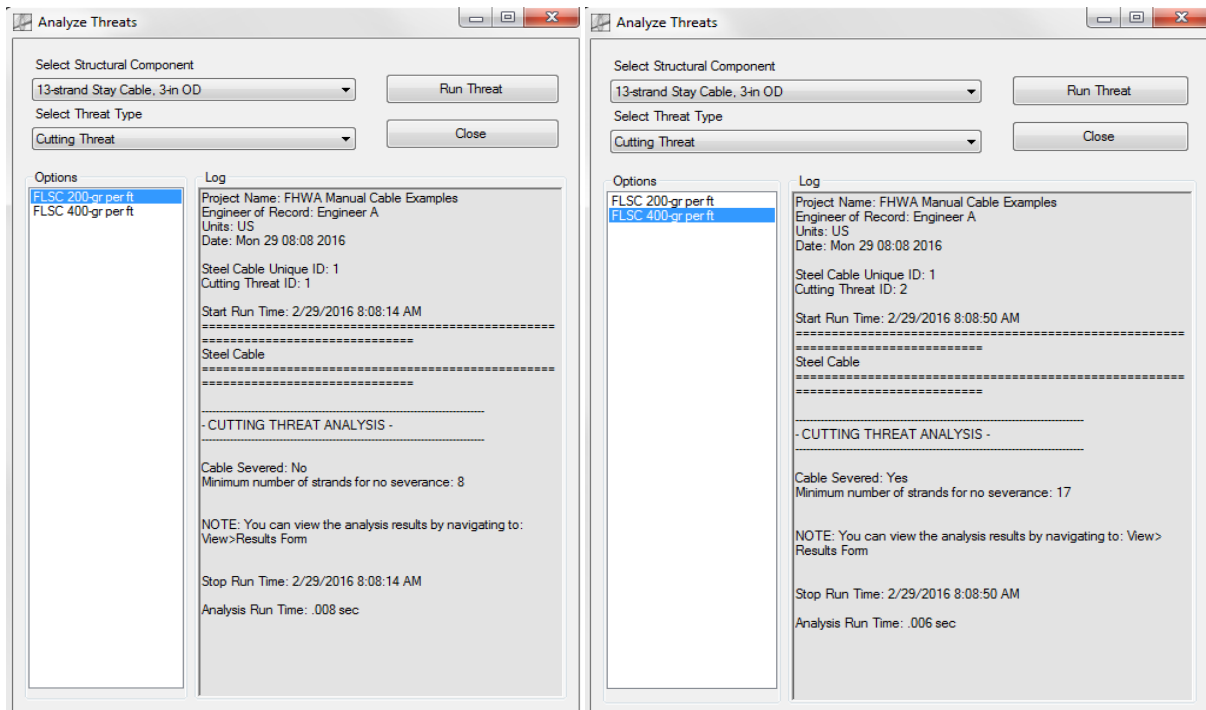 Analyze Threats
Select Structural Component
13-strand Stay Cable, 3-in OD
Run Threat
Select Threat Type
Cutting Threat
Close
Options
FLSC 200-gr per ft
FLSC 400-gr per ft
Log
Project Name: FHWA Manual Cable Examples
Engineer of Record: Engineer A
Units: US
Date: Mon 29 08:08 2016
Steel Cable Unique ID: 1
Cutting Threat ID: 1
Start Run Time: 2/29/2016 8:08:14 AM
==================================================
==============================
Steel Cable
==================================================
==============================
--------------------------------------------------
- CUTTING THREAT ANALYSIS -
--------------------------------------------------
Cable Severed: No
Minimum number of strands for no severance: 8
NOTE: You can view the analysis results by navigating to:
View>Results Form
Stop Run Time: 2/29/2016 8:08:14 AM
Analysis Run Time: .008 sec
Analyze Threats
Select Structural Component
13-strand Stay Cable, 3-in OD
Run Threat
Select Threat Type
Cutting Threat
Close
Options
FLSC 200-gr per ft
FLSC 400-gr per ft
Log
Project Name: FHWA Manual Cable Examples
Engineer of Record: Engineer A
Units: US
Date: Mon 29 08:08 2016
Steel Cable Unique ID: 1
Cutting Threat ID: 2
Start Run Time: 2/29/2016 8:08:50 AM
=======================================================
==========================
Steel Cable
=======================================================
==========================
--------------------------------------------------
- CUTTING THREAT ANALYSIS -
--------------------------------------------------
Cable Severed: Yes
Minimum number of strands for no severance: 17
NOTE: You can view the analysis results by navigating to: View>
Results Form
Stop Run Time: 2/29/2016 8:08:50 AM
Analysis Run Time: .006 sec